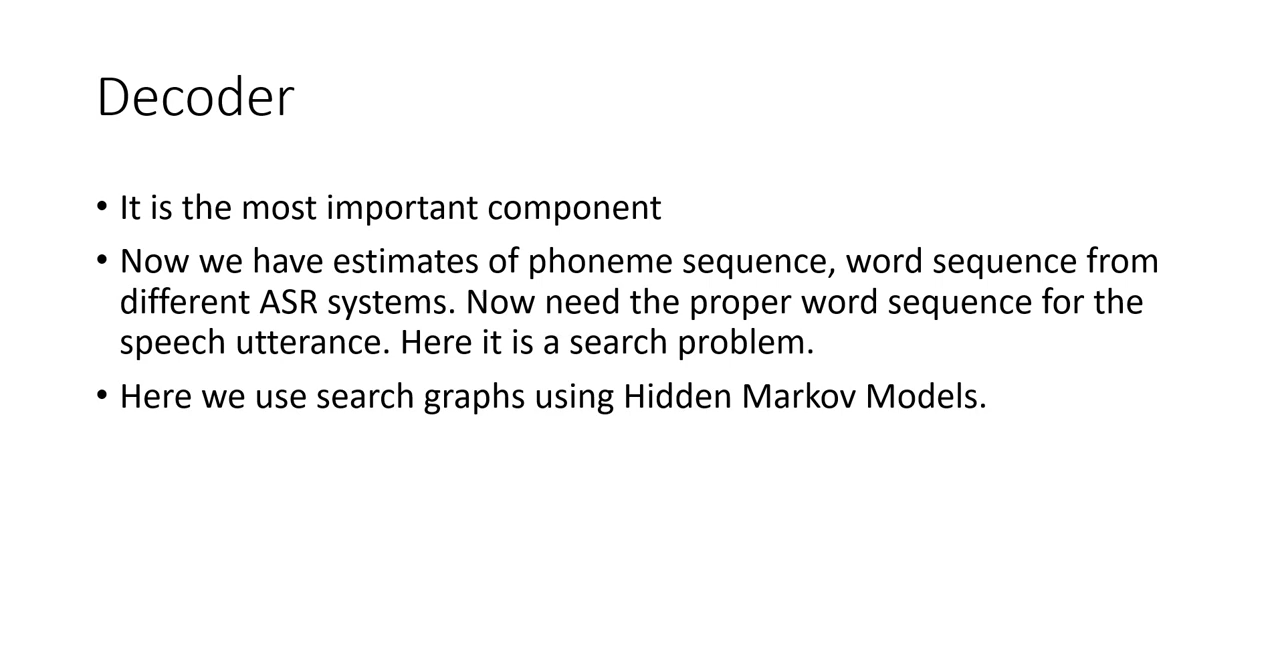 Decoder
• It is the most important component
• Now we have estimates of phoneme sequence, word sequence from
different ASR systems. Now need the proper word sequence for the
speech utterance. Here it is a search problem.
• Here we use search graphs using Hidden Markov Models.